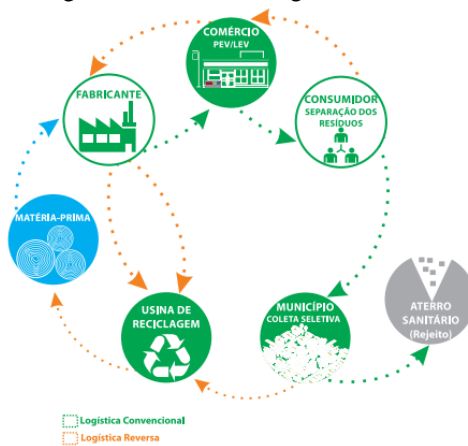 COMÉRCIO
PEV/LEV
FABRICANTE
CONSUMIDOR
SEPARAÇÃO DOS
RESÍDUOS
MATÉRIA-PRIMA
USINA DE
RECICLAGEM
MUNICÍPIO
COLETA SELETIVA
ATERRO
SANITÁRIO
(Rejeito)
Logística Convencional
Logística Reversa